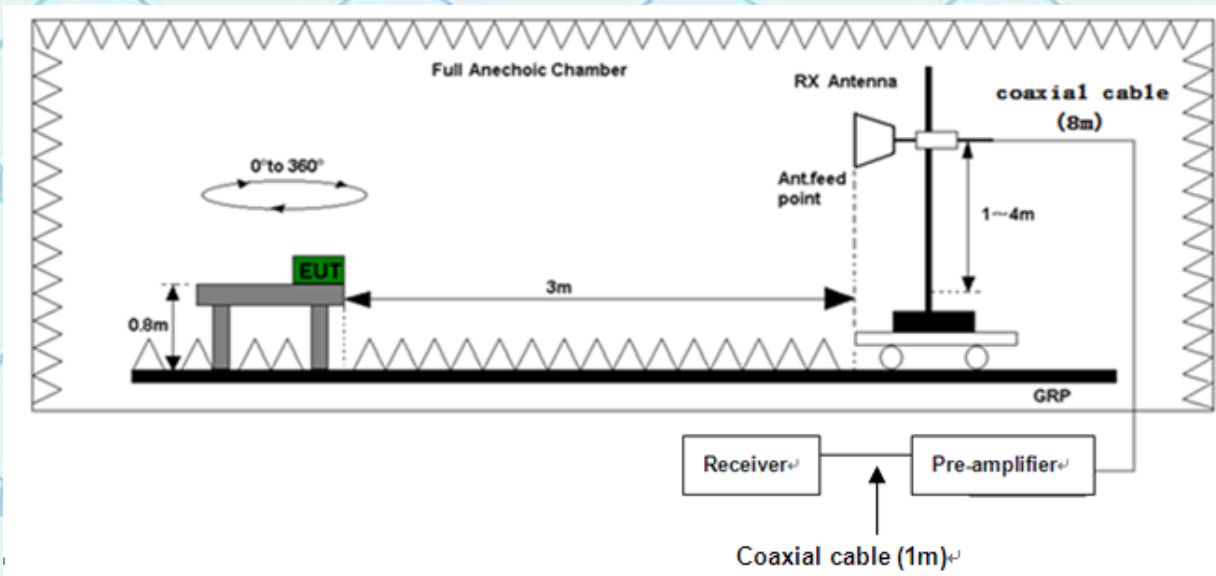 Full Anechoic Chamber
RX Antenna
coaxial cable
(8m)
0°to 360°
Ant.feed
point
1～4m
EUT
3m
0.8m
GRP
Receiver↵
Pre-amplifier↵
Coaxial cable (1m)↵